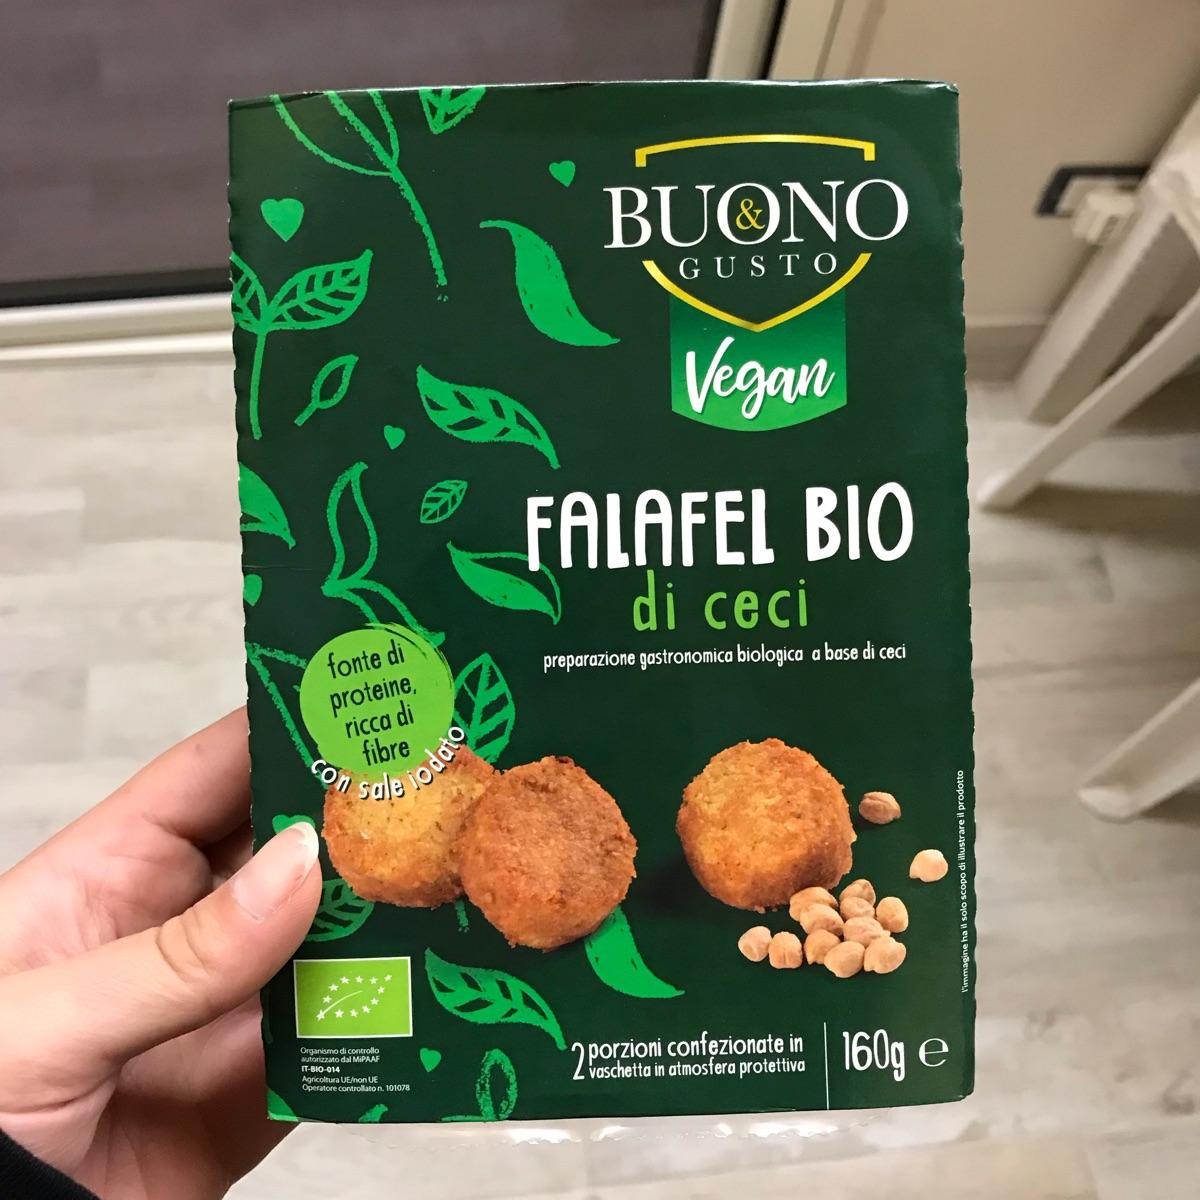 BUONO
&
GUSTO
Vegan
FALAFEL BIO
di ceci
preparazione gastronomica biologica a base di ceci
fonte di
proteine,
ricca di
fibre
con sale iodato
l'immagine ha il solo scopo di illustrare il prodotto
Organismo di controllo
autorizzato dal MiPAAF
IT-BIO-014
Agricoltura UE/non UE
Operatore controllato n. 101078
2 porzioni confezionate in
vaschetta in atmosfera protettiva
160g e